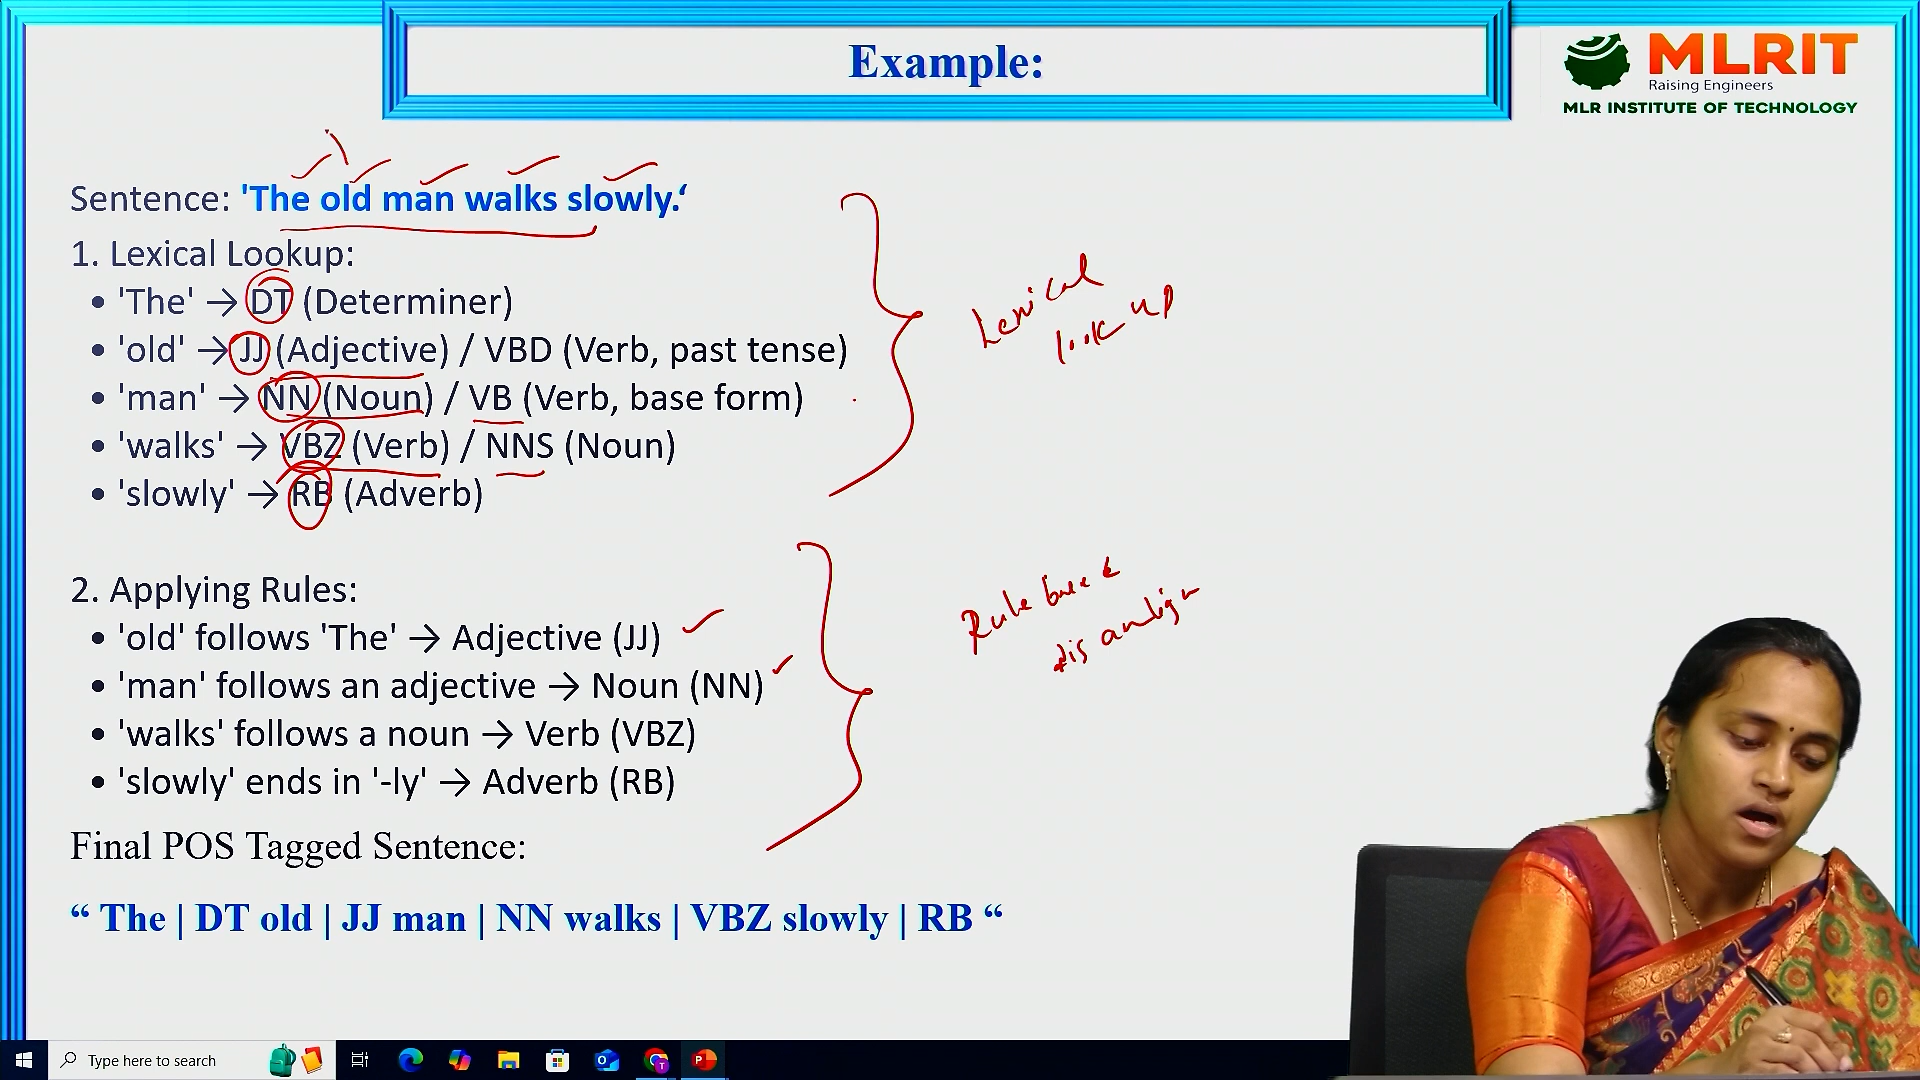 Example:
MLRIT
Raising Engineers
MLR INSTITUTE OF TECHNOLOGY
Sentence: 'The old man walks slowly.‘
1. Lexical Lookup:
• 'The' → DT (Determiner)
• 'old' → JJ (Adjective) / VBD (Verb, past tense)
• 'man' → NN (Noun) / VB (Verb, base form)
• 'walks' → VBZ (Verb) / NNS (Noun)
• 'slowly' → RB (Adverb)
Lexical
look up
2. Applying Rules:
• 'old' follows 'The' → Adjective (JJ)
• 'man' follows an adjective → Noun (NN)
• 'walks' follows a noun → Verb (VBZ)
• 'slowly' ends in '-ly' → Adverb (RB)
Rule
Final POS Tagged Sentence:
“ The | DT old | JJ man | NN walks | VBZ slowly | RB “
Type here to search